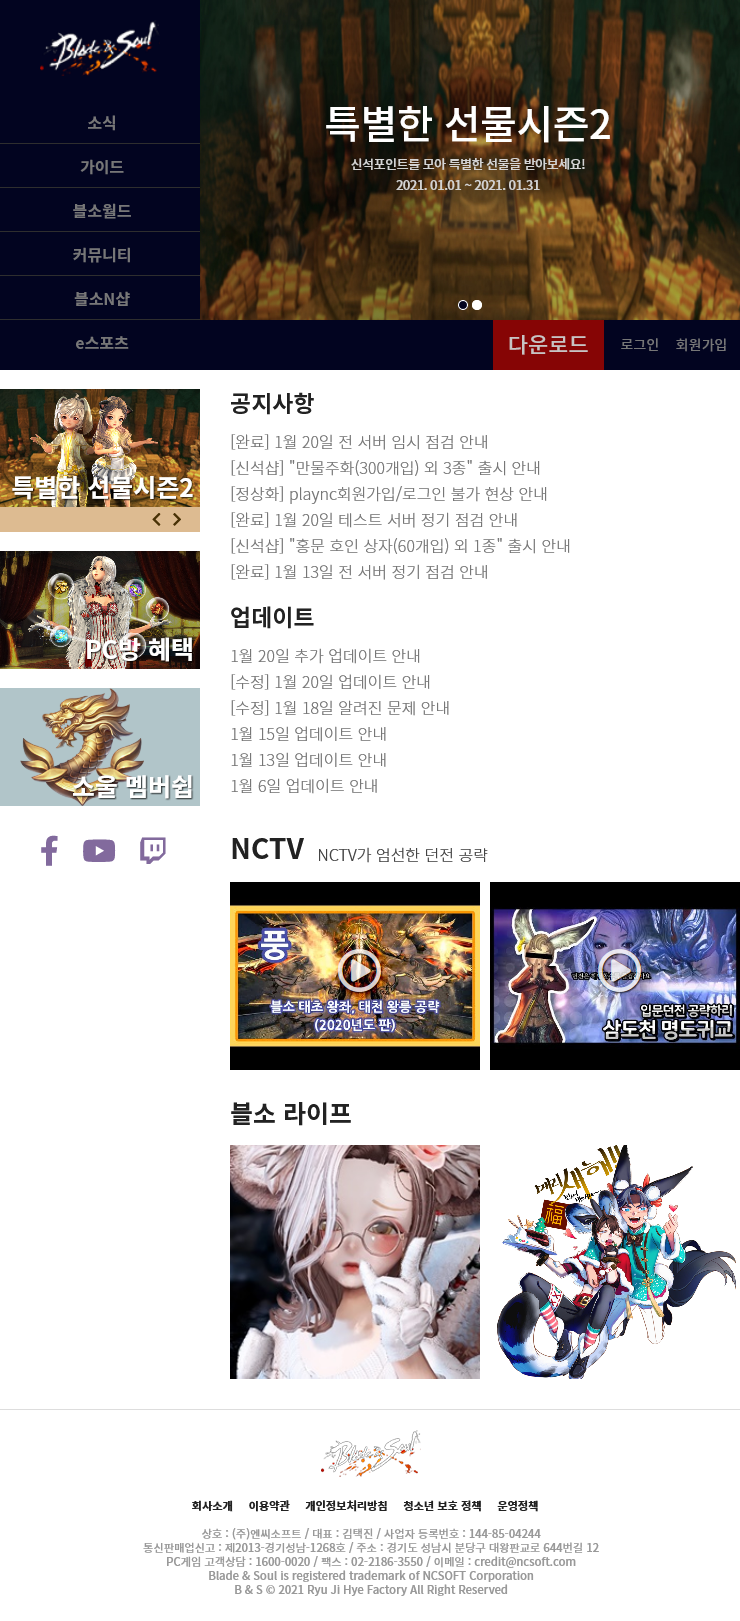 Blade & Soul
소식
가이드
블소월드
커뮤니티
블소N샵
e스포츠
특별한 선물시즌2
신석포인트를 모아 특별한 선물을 받아보세요!
2021. 01.01 ~ 2021. 01.31
다운로드
로그인
회원가입
특별한 선물시즌2
PC방 혜택
소울 멤버쉽
공지사항
[완료] 1월 20일 전 서버 임시 점검 안내
[신석샵] "만물주화(300개입) 외 3종" 출시 안내
[정상화] plaync회원가입/로그인 불가 현상 안내
[완료] 1월 20일 테스트 서버 정기 점검 안내
[신석샵] "홍문 호인 상자(60개입) 외 1종" 출시 안내
[완료] 1월 13일 전 서버 정기 점검 안내
업데이트
1월 20일 추가 업데이트 안내
[수정] 1월 20일 업데이트 안내
[수정] 1월 18일 알려진 문제 안내
1월 15일 업데이트 안내
1월 13일 업데이트 안내
1월 6일 업데이트 안내
NCTV NCTV가 엄선한 던전 공략
풍
블소 태초 왕좌, 태천 왕릉 공략
(2020년도 판)
입문던전 공략하리
삼도천 명도귀교
블소 라이프
메리 새해!!
福
Blade & Soul
회사소개 이용약관 개인정보처리방침 청소년 보호 정책 운영정책
상호 : (주)엔씨소프트 / 대표 : 김택진 / 사업자 등록번호 : 144-85-04244
통신판매업신고 : 제2013-경기성남-1268호 / 주소 : 경기도 성남시 분당구 대왕판교로 644번길 12
PC게임 고객상담 : 1600-0020 / 팩스 : 02-2186-3550 / 이메일 : credit@ncsoft.com
Blade & Soul is registered trademark of NCSOFT Corporation
B & S © 2021 Ryu Ji Hye Factory All Right Reserved